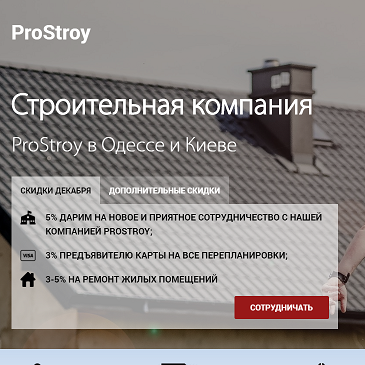 ProStroy
Строительная компания
ProStroy в Одессе и Киеве
СКИДКИ ДЕКАБРЯ
ДОПОЛНИТЕЛЬНЫЕ СКИДКИ
5% ДАРИМ НА НОВОЕ И ПРИЯТНОЕ СОТРУДНИЧЕСТВО С НАШЕЙ
КОМПАНИЕЙ PROSTROY;
VISA
3% ПРЕДЪЯВИТЕЛЮ КАРТЫ НА ВСЕ ПЕРЕПЛАНИРОВКИ;
3-5% НА РЕМОНТ ЖИЛЫХ ПОМЕЩЕНИЙ
СОТРУДНИЧАТЬ